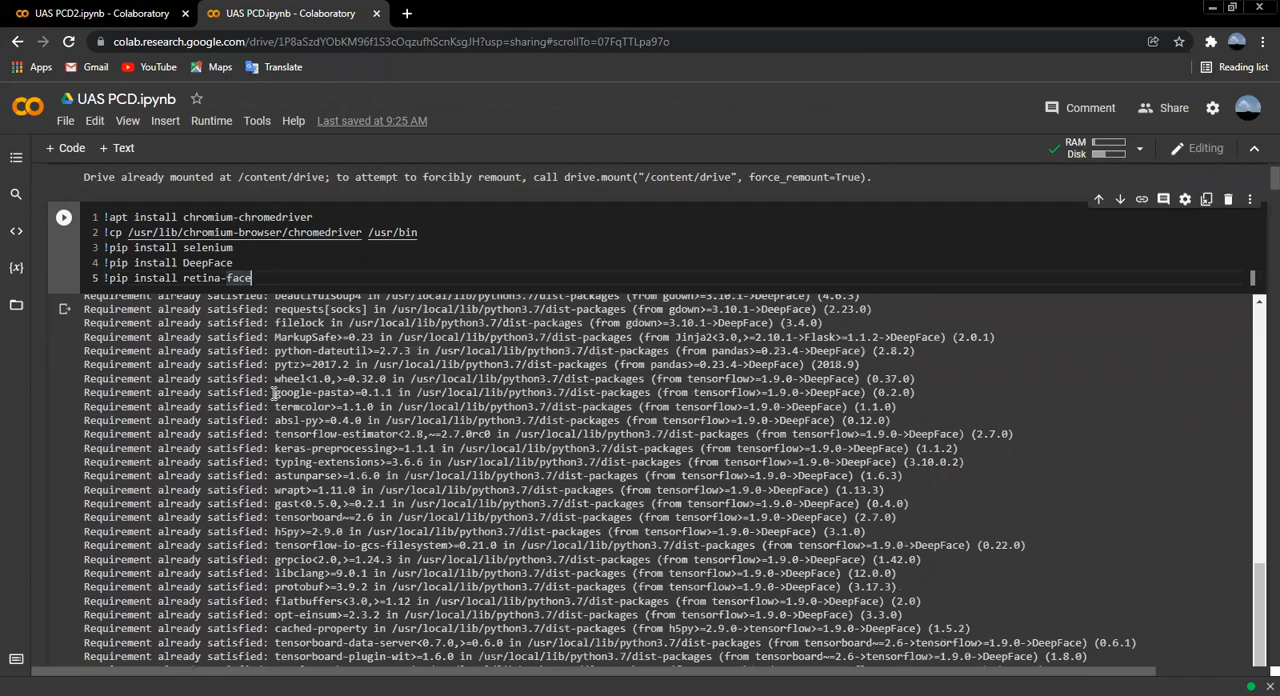 UAS PCD2.ipynb - Colaboratory
UAS PCD.ipynb - Colaboratory
colab.research.google.com/drive/1P8aSzdYObKM96f1S3cOqzufhScnKsgJH?usp=sharing#scrollTo=07FqTTLpa97o
Apps Gmail YouTube Maps Translate Reading list
UAS PCD.ipynb
Comment Share
File Edit View Insert Runtime Tools Help Last saved at 9:25 AM
+ Code + Text RAM Disk Editing
Drive already mounted at /content/drive; to attempt to forcibly remount, call drive.mount("/content/drive", force_remount=True).
1 !apt install chromium-chromedriver
2 !cp /usr/lib/chromium-browser/chromedriver /usr/bin
3 !pip install selenium
4 !pip install DeepFace
5 !pip install retina-face
Requirement already satisfied: beautifulsoup4 in /usr/local/lib/python3.7/dist-packages (from gdown>=3.10.1->DeepFace) (4.6.3)
Requirement already satisfied: requests[socks] in /usr/local/lib/python3.7/dist-packages (from gdown>=3.10.1->DeepFace) (2.23.0)
Requirement already satisfied: filelock in /usr/local/lib/python3.7/dist-packages (from gdown>=3.10.1->DeepFace) (3.4.0)
Requirement already satisfied: MarkupSafe>=0.23 in /usr/local/lib/python3.7/dist-packages (from Jinja2<3.0,>=2.10.1->Flask>=1.1.2->DeepFace) (2.0.1)
Requirement already satisfied: python-dateutil>=2.7.3 in /usr/local/lib/python3.7/dist-packages (from pandas>=0.23.4->DeepFace) (2.8.2)
Requirement already satisfied: pytz>=2017.2 in /usr/local/lib/python3.7/dist-packages (from pandas>=0.23.4->DeepFace) (2018.9)
Requirement already satisfied: wheel<1.0,>=0.32.0 in /usr/local/lib/python3.7/dist-packages (from tensorflow>=1.9.0->DeepFace) (0.37.0)
Requirement already satisfied: google-pasta>=0.1.1 in /usr/local/lib/python3.7/dist-packages (from tensorflow>=1.9.0->DeepFace) (0.2.0)
Requirement already satisfied: termcolor>=1.1.0 in /usr/local/lib/python3.7/dist-packages (from tensorflow>=1.9.0->DeepFace) (1.1.0)
Requirement already satisfied: absl-py>=0.4.0 in /usr/local/lib/python3.7/dist-packages (from tensorflow>=1.9.0->DeepFace) (0.12.0)
Requirement already satisfied: tensorflow-estimator<2.8,~=2.7.0rc0 in /usr/local/lib/python3.7/dist-packages (from tensorflow>=1.9.0->DeepFace) (2.7.0)
Requirement already satisfied: keras-preprocessing>=1.1.1 in /usr/local/lib/python3.7/dist-packages (from tensorflow>=1.9.0->DeepFace) (1.1.2)
Requirement already satisfied: typing-extensions>=3.6.6 in /usr/local/lib/python3.7/dist-packages (from tensorflow>=1.9.0->DeepFace) (3.10.0.2)
Requirement already satisfied: astunparse>=1.6.0 in /usr/local/lib/python3.7/dist-packages (from tensorflow>=1.9.0->DeepFace) (1.6.3)
Requirement already satisfied: wrapt>=1.11.0 in /usr/local/lib/python3.7/dist-packages (from tensorflow>=1.9.0->DeepFace) (1.13.3)
Requirement already satisfied: gast<0.5.0,>=0.2.1 in /usr/local/lib/python3.7/dist-packages (from tensorflow>=1.9.0->DeepFace) (0.4.0)
Requirement already satisfied: tensorboard~=2.6 in /usr/local/lib/python3.7/dist-packages (from tensorflow>=1.9.0->DeepFace) (2.7.0)
Requirement already satisfied: h5py>=2.9.0 in /usr/local/lib/python3.7/dist-packages (from tensorflow>=1.9.0->DeepFace) (3.1.0)
Requirement already satisfied: tensorflow-io-gcs-filesystem>=0.21.0 in /usr/local/lib/python3.7/dist-packages (from tensorflow>=1.9.0->DeepFace) (0.22.0)
Requirement already satisfied: grpcio<2.0,>=1.24.3 in /usr/local/lib/python3.7/dist-packages (from tensorflow>=1.9.0->DeepFace) (1.42.0)
Requirement already satisfied: libclang>=9.0.1 in /usr/local/lib/python3.7/dist-packages (from tensorflow>=1.9.0->DeepFace) (12.0.0)
Requirement already satisfied: protobuf>=3.9.2 in /usr/local/lib/python3.7/dist-packages (from tensorflow>=1.9.0->DeepFace) (3.17.3)
Requirement already satisfied: flatbuffers<3.0,>=1.12 in /usr/local/lib/python3.7/dist-packages (from tensorflow>=1.9.0->DeepFace) (2.0)
Requirement already satisfied: opt-einsum>=2.3.2 in /usr/local/lib/python3.7/dist-packages (from tensorflow>=1.9.0->DeepFace) (3.3.0)
Requirement already satisfied: cached-property in /usr/local/lib/python3.7/dist-packages (from h5py>=2.9.0->tensorflow>=1.9.0->DeepFace) (1.5.2)
Requirement already satisfied: tensorboard-data-server<0.7.0,>=0.6.0 in /usr/local/lib/python3.7/dist-packages (from tensorboard~=2.6->tensorflow>=1.9.0->DeepFace) (0.6.1)
Requirement already satisfied: tensorboard-plugin-wit>=1.6.0 in /usr/local/lib/python3.7/dist-packages (from tensorboard~=2.6->tensorflow>=1.9.0->DeepFace) (1.8.0)